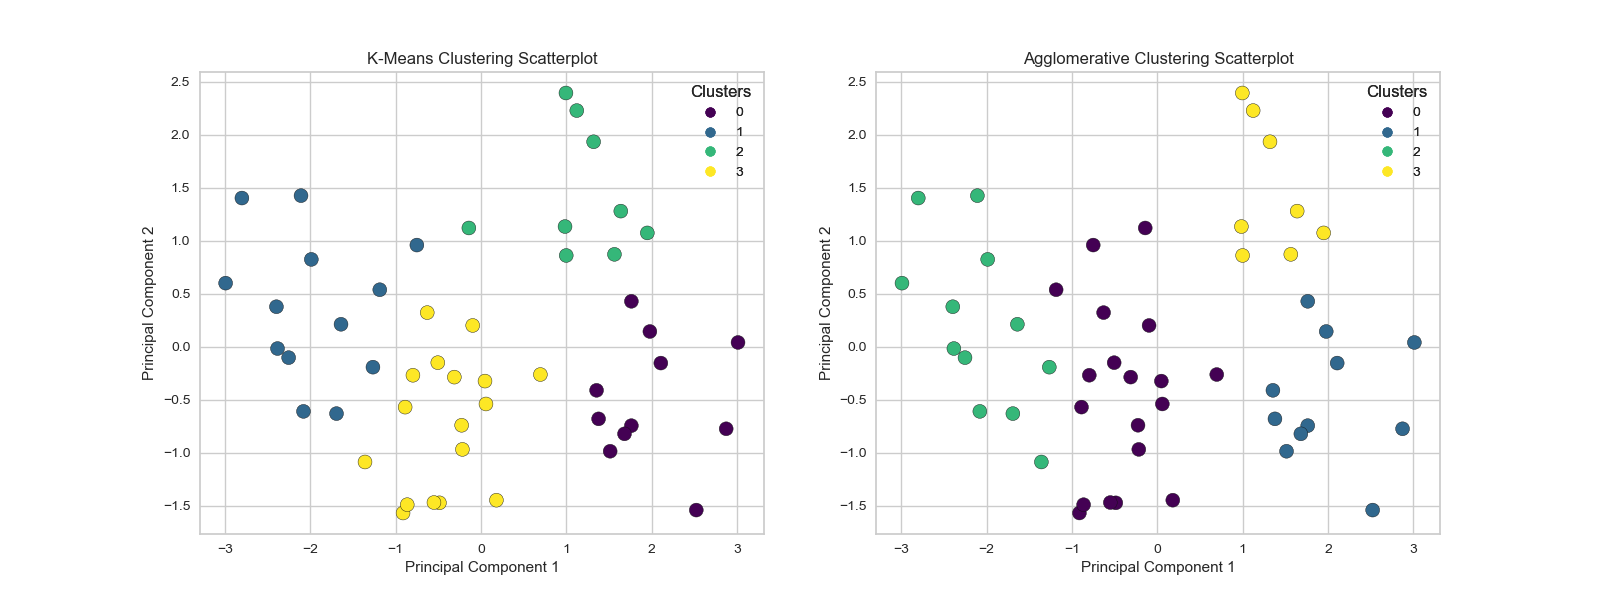 K-Means Clustering Scatterplot
Clusters
0
1
2
3
2.5
2.0
1.5
1.0
0.5
0.0
−0.5
−1.0
−1.5
Principal Component 2
−3 −2 −1 0 1 2 3
Principal Component 1
Agglomerative Clustering Scatterplot
Clusters
0
1
2
3
2.5
2.0
1.5
1.0
0.5
0.0
−0.5
−1.0
−1.5
Principal Component 2
−3 −2 −1 0 1 2 3
Principal Component 1